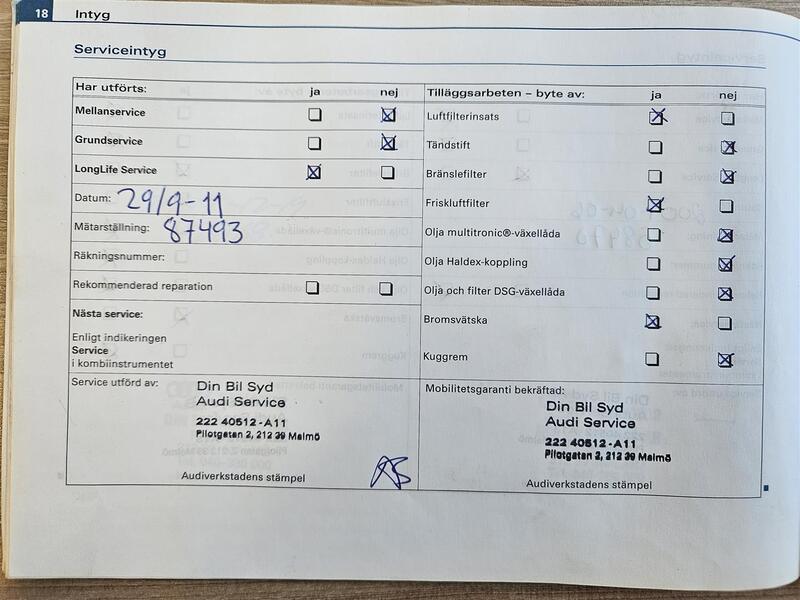 18 Intyg
Serviceintyg
Har utförts: ja nej
Mellanservice
Grundservice
LongLife Service
Datum: 29/9-11
Mätarställning: 87493
Räkningsnummer:
Rekommenderad reparation
Nästa service:
Enligt indikeringen
Service
i kombiinstrumentet
Service utförd av:
Din Bil Syd
Audi Service
222 40512-A11
Pilotgatan 2, 212 39 Malmö
Audiverkstadens stämpel
Tilläggsarbeten – byte av: ja nej
Luftfilterinsats
Tändstift
Bränslefilter
Friskluftfilter
Olja multitronic®-växellåda
Olja Haldex-koppling
Olja och filter DSG-växellåda
Bromsvätska
Kuggrem
Mobilitetsgaranti bekräftad:
Din Bil Syd
Audi Service
222 40512-A11
Pilotgatan 2, 212 39 Malmö
Audiverkstadens stämpel